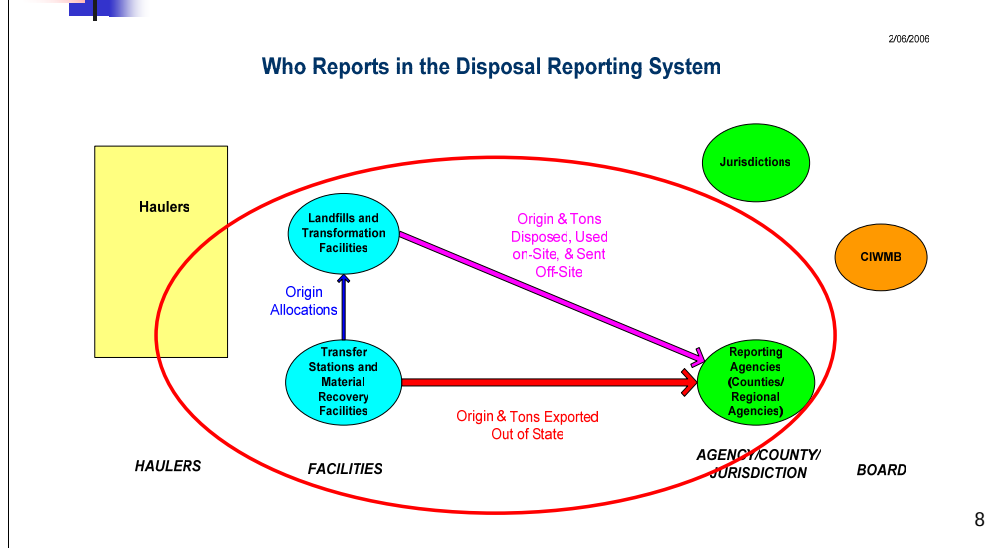 2/06/2006
Who Reports in the Disposal Reporting System
Jurisdictions
Haulers
Landfills and
Transformation
Facilities
Origin & Tons
Disposed, Used
on-Site, & Sent
Off-Site
CIWMB
Origin
Allocations
Transfer
Stations and
Material
Recovery
Facilities
Reporting
Agencies
(Counties/
Regional
Agencies)
Origin & Tons Exported
Out of State
HAULERS
FACILITIES
AGENCY/COUNTY/
JURISDICTION
BOARD
8